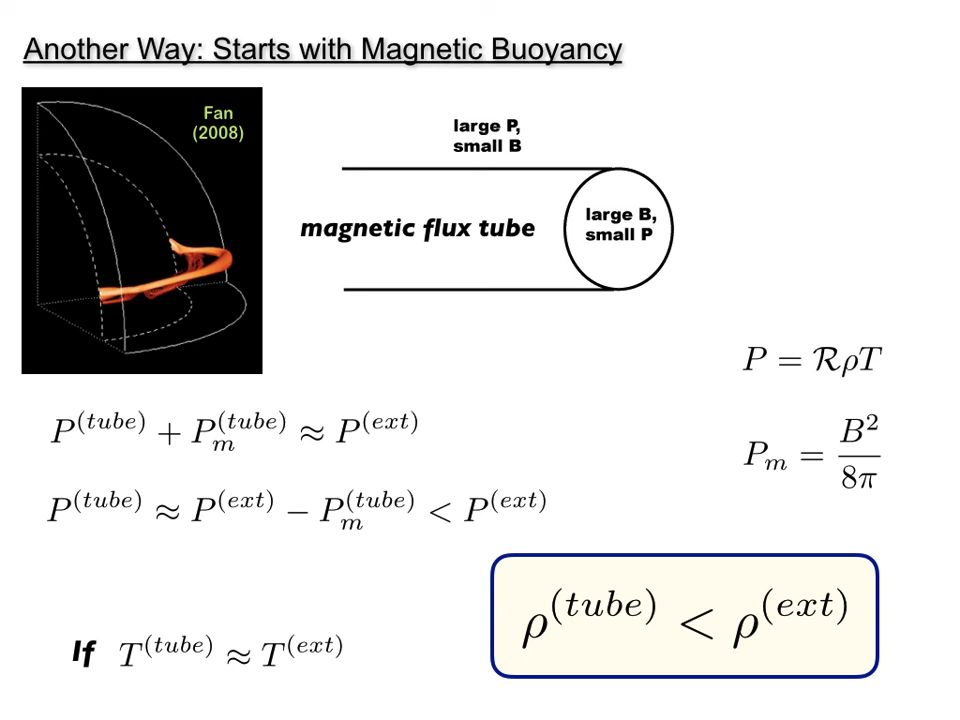 Another Way: Starts with Magnetic Buoyancy
Fan
(2008)
large P,
small B
magnetic flux tube
large B,
small P
P = ℛρT
P^{(tube)} + P_m^{(tube)} ≈ P^{(ext)}
P_m = \frac{B^2}{8π}
P^{(tube)} ≈ P^{(ext)} − P_m^{(tube)} < P^{(ext)}
ρ^{(tube)} < ρ^{(ext)}
If T^{(tube)} ≈ T^{(ext)}